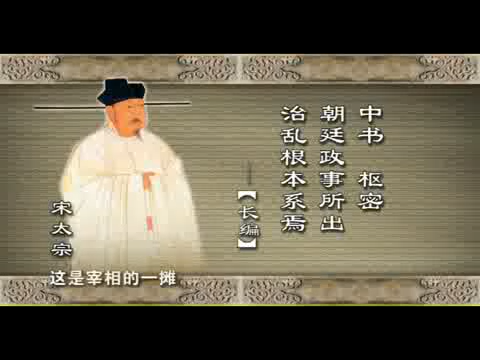 中书 枢密
朝廷政事所出
治乱根本系焉
【长编】
宋太宗
这是宰相的一摊